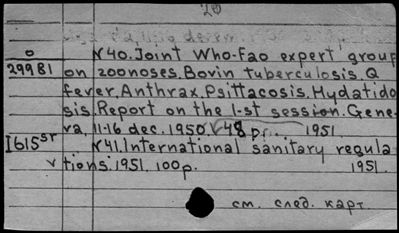 20
№40. Joint Who-Fao expert group
29981 on zoonoses. Bovin tuberculosis. Q
fever. Anthrax. Psittacosis. Hydatido
sis. Report on the 1-st session. Gene-
va, 11-16 dec. 1950. 48 p. 1951.
I615st №41. International sanitary regula
tions. 1951. 100p. 1951.
см. след. карт.